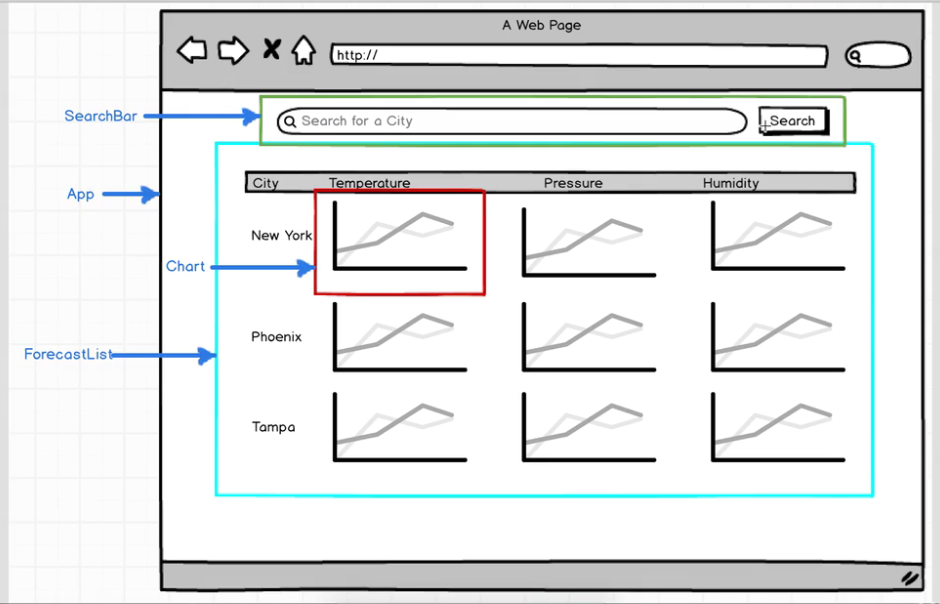 A Web Page
http://
SearchBar
Search for a City
Search
App
City Temperature Pressure Humidity
New York
Chart
Phoenix
ForecastList
Tampa